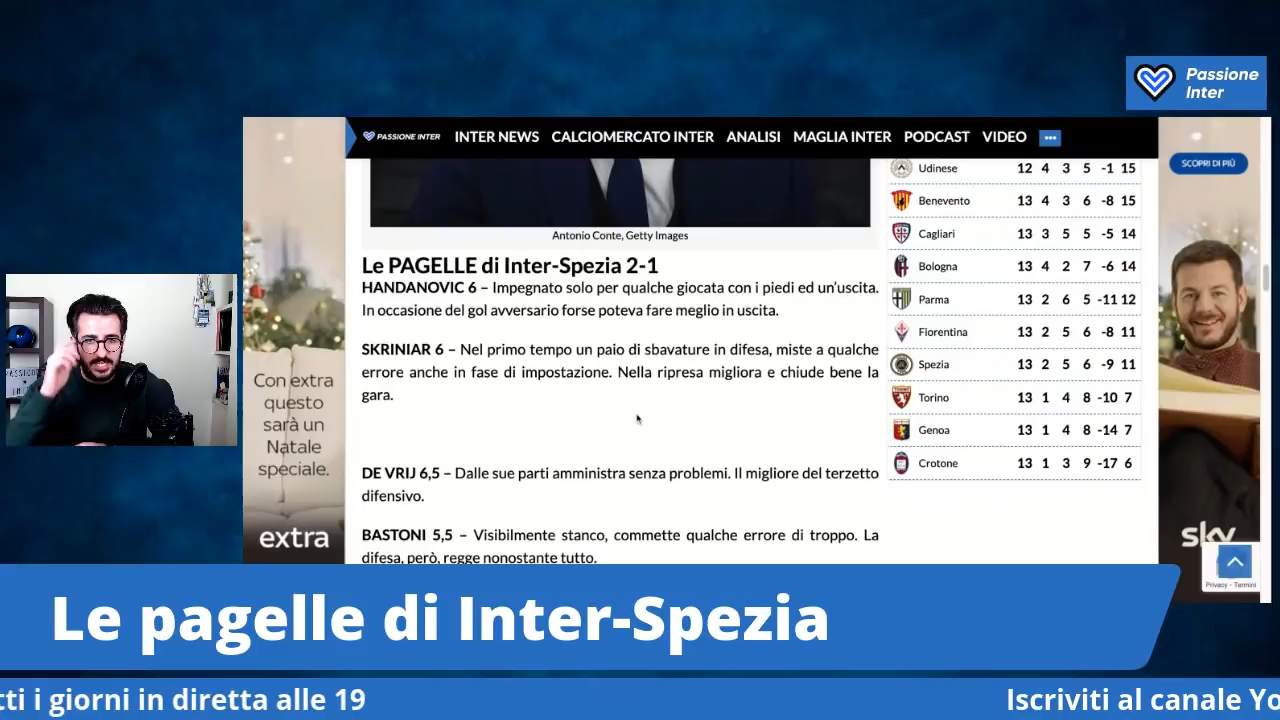 Passione
Inter
PASSIONE INTER
INTER NEWS CALCIOMERCATO INTER ANALISI MAGLIA INTER PODCAST VIDEO
SCOPRI DI PIÙ
Antonio Conte, Getty Images
Le PAGELLE di Inter-Spezia 2-1
HANDANOVIC 6 – Impegnato solo per qualche giocata con i piedi ed un'uscita.
In occasione del gol avversario forse poteva fare meglio in uscita.
SKRINIAR 6 – Nel primo tempo un paio di sbavature in difesa, miste a qualche
errore anche in fase di impostazione. Nella ripresa migliora e chiude bene la
gara.
DE VRIJ 6,5 – Dalle sue parti amministra senza problemi. Il migliore del terzetto
difensivo.
BASTONI 5,5 – Visibilmente stanco, commette qualche errore di troppo. La
difesa, però, regge nonostante tutto.
Udinese 12 4 3 5 -1 15
Benevento 13 4 3 6 -8 15
Cagliari 13 3 5 5 -5 14
Bologna 13 4 2 7 -6 14
Parma 13 2 6 5 -11 12
Fiorentina 13 2 5 6 -8 11
Spezia 13 2 5 6 -9 11
Torino 13 1 4 8 -10 7
Genoa 13 1 4 8 -14 7
Crotone 13 1 3 9 -17 6
Con extra
questo
sarà un
Natale
speciale.
extra
sky
Privacy - Termini
Le pagelle di Inter-Spezia
tti i giorni in diretta alle 19
Iscriviti al canale Yo